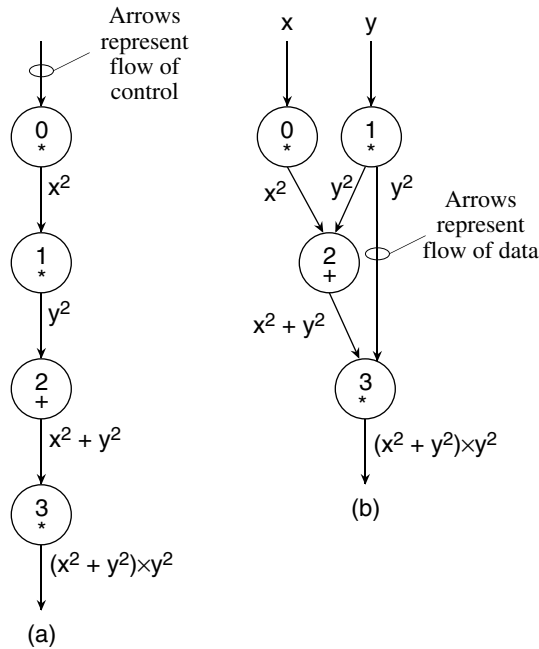 Arrows
represent
flow of
control
0
*
x²
1
*
y²
2
+
x² + y²
3
*
(x² + y²)×y²
(a)
x y
0
*
1
*
x² y² y²
Arrows
represent
flow of data
2
+
x² + y²
3
*
(x² + y²)×y²
(b)